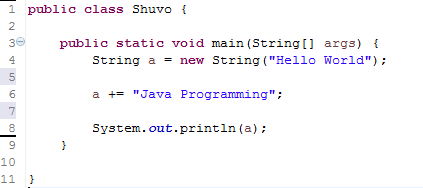 1 public class Shuvo {
2
3 public static void main(String[] args) {
4 String a = new String("Hello World");
5
6 a += "Java Programming";
7
8 System.out.println(a);
9 }
10
11 }